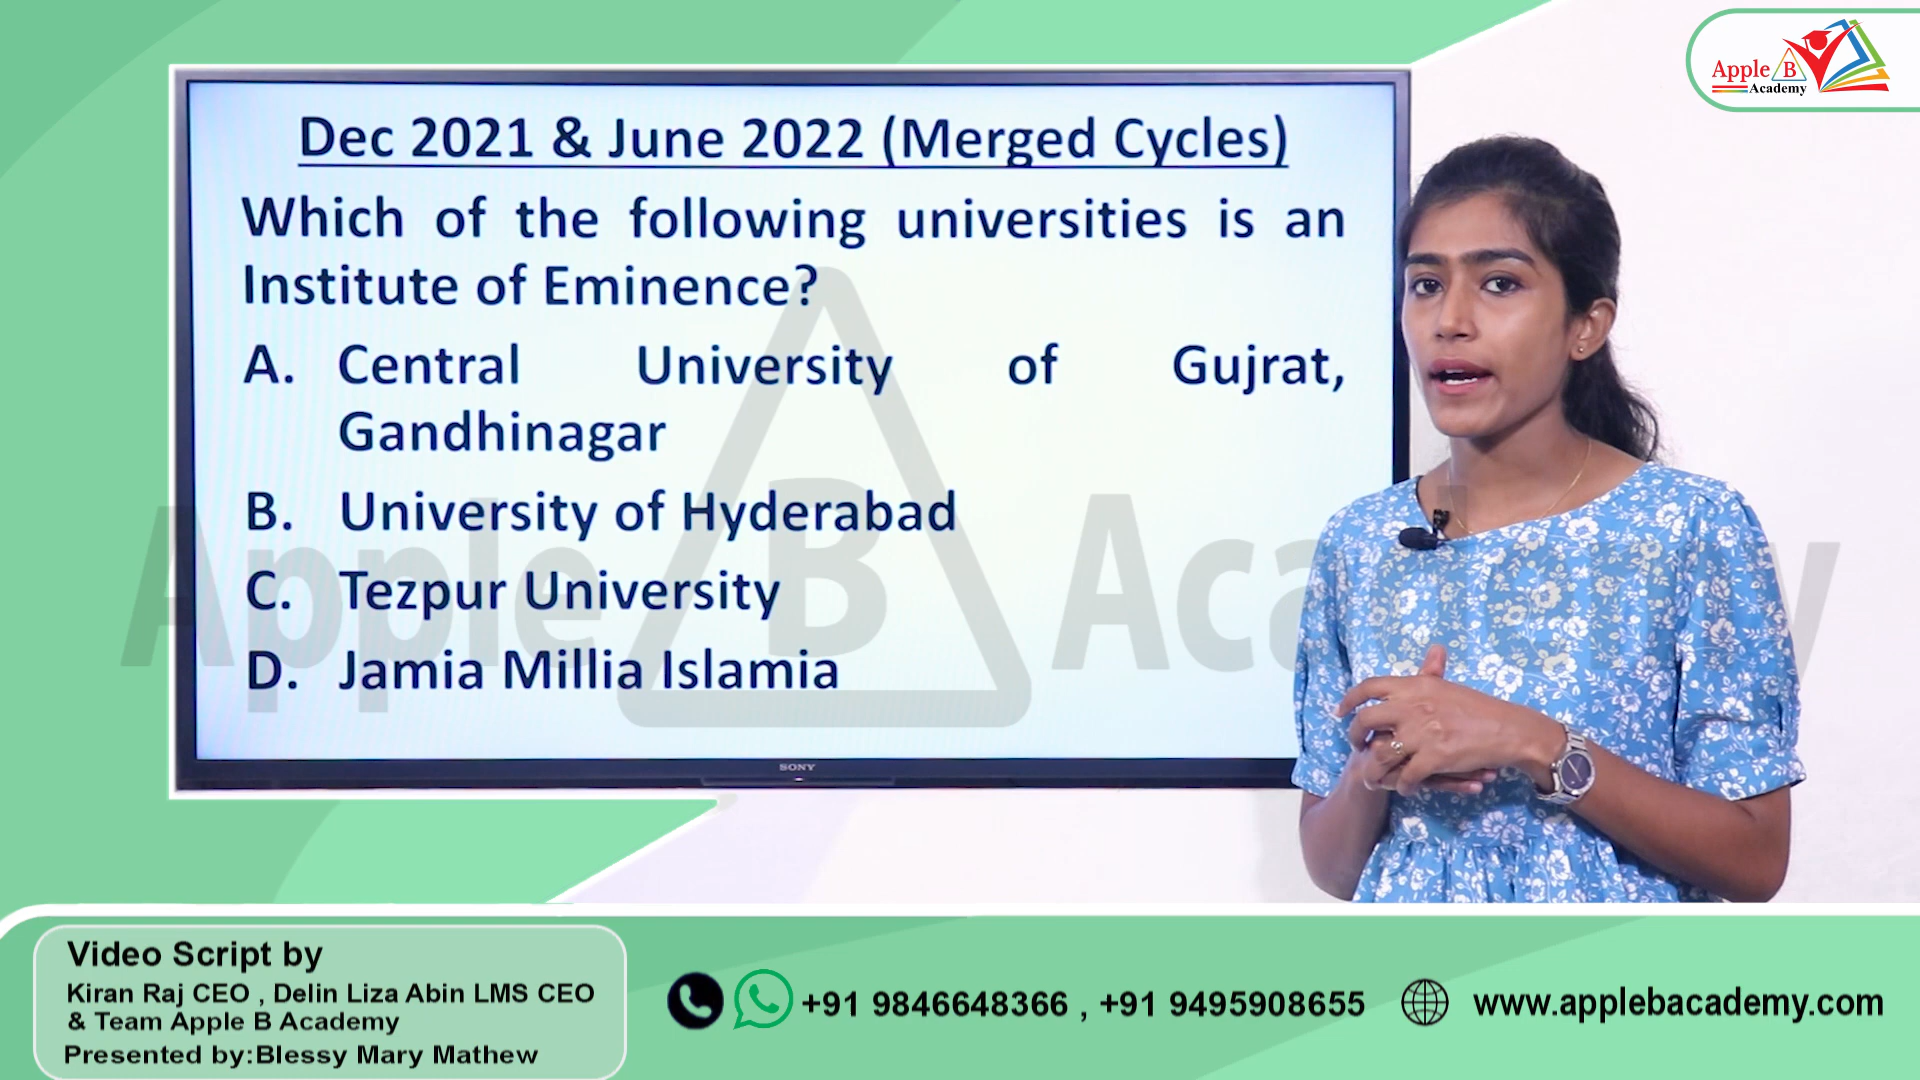 Apple B
Academy
Dec 2021 & June 2022 (Merged Cycles)
Which of the following universities is an
Institute of Eminence?
A. Central University of Gujrat,
Gandhinagar
B. University of Hyderabad
C. Tezpur University
D. Jamia Millia Islamia
Apple B Academy
SONY
Video Script by
Kiran Raj CEO , Delin Liza Abin LMS CEO
& Team Apple B Academy
Presented by:Blessy Mary Mathew
+91 9846648366 , +91 9495908655
www.applebacademy.com